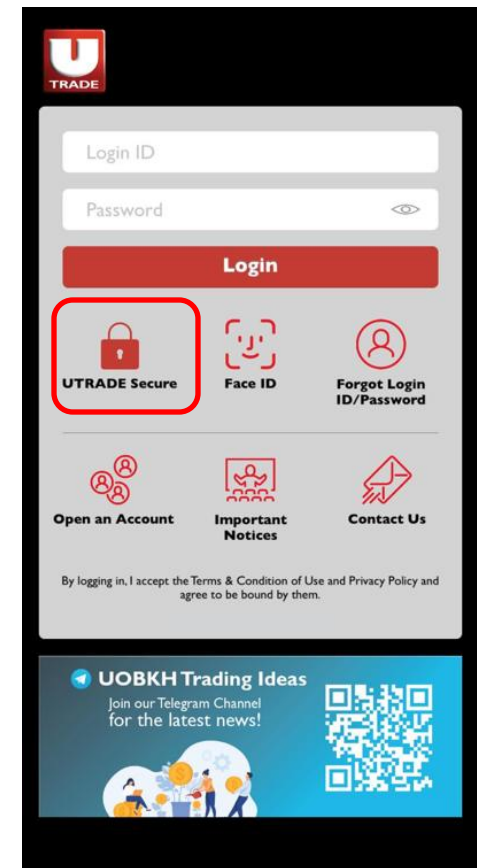 U
TRADE
Login ID
Password
Login
UTRADE Secure
Face ID
Forgot Login
ID/Password
Open an Account
Important
Notices
Contact Us
By logging in, I accept the Terms & Condition of Use and Privacy Policy and
agree to be bound by them.
UOBKH Trading Ideas
Join our Telegram Channel
for the latest news!